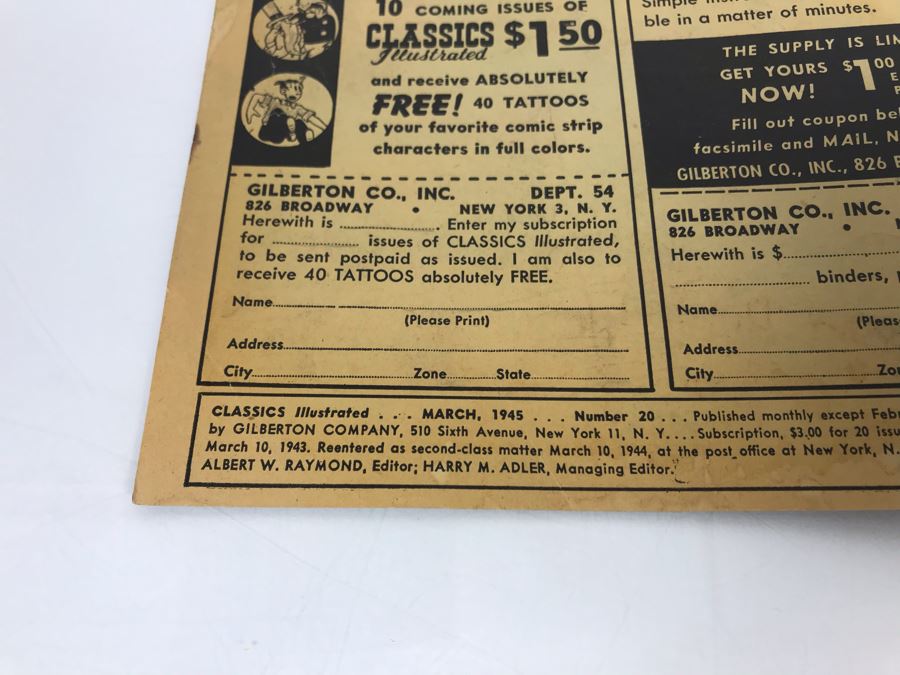 10 COMING ISSUES OF
CLASSICS Illustrated $1.50
and receive ABSOLUTELY
FREE! 40 TATTOOS
of your favorite comic strip
characters in full colors.
GILBERTON CO., INC. DEPT. 54
826 BROADWAY • NEW YORK 3, N. Y.
Herewith is .................... Enter my subscription
for .................... issues of CLASSICS Illustrated,
to be sent postpaid as issued. I am also to
receive 40 TATTOOS absolutely FREE.
Name....................
(Please Print)
Address....................
City....................Zone..........State....................
ble in a matter of minutes.
THE SUPPLY IS
GET YOURS $1.00
NOW!
Fill out coupon
facsimile and MAIL,
GILBERTON CO., INC., 826
GILBERTON CO., INC.
826 BROADWAY •
Herewith is $....................
.................... binders,
Name....................
Address....................
City....................
CLASSICS Illustrated . . . MARCH, 1945 . . . Number 20 . . . Published monthly except
by GILBERTON COMPANY, 510 Sixth Avenue, New York 11, N. Y. . . . Subscription, $3.00 for 20
March 10, 1943. Reentered as second-class matter March 10, 1944, at the post office at New York, N.
ALBERT W. RAYMOND, Editor; HARRY M. ADLER, Managing Editor.